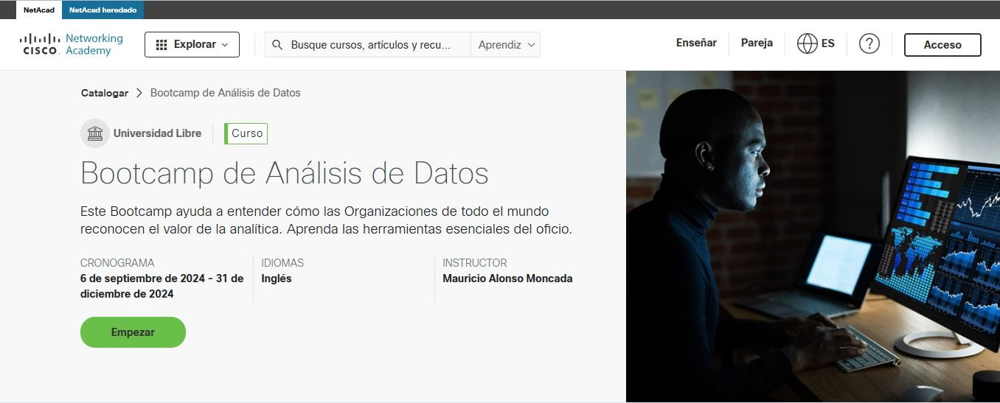 NetAcad NetAcad heredado
CISCO Networking Academy Explorar Busque cursos, artículos y recu... Aprendiz Enseñar Pareja ES ? Acceso
Catalogar Bootcamp de Análisis de Datos
Universidad Libre Curso
Bootcamp de Análisis de Datos
Este Bootcamp ayuda a entender cómo las Organizaciones de todo el mundo
reconocen el valor de la analítica. Aprenda las herramientas esenciales del oficio.
CRONOGRAMA IDIOMAS INSTRUCTOR
6 de septiembre de 2024 - 31 de Inglés Mauricio Alonso Moncada
diciembre de 2024
Empezar